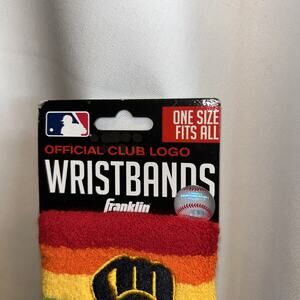 ONE SIZE
FITS ALL
OFFICIAL CLUB LOGO
WRISTBANDS
Franklin